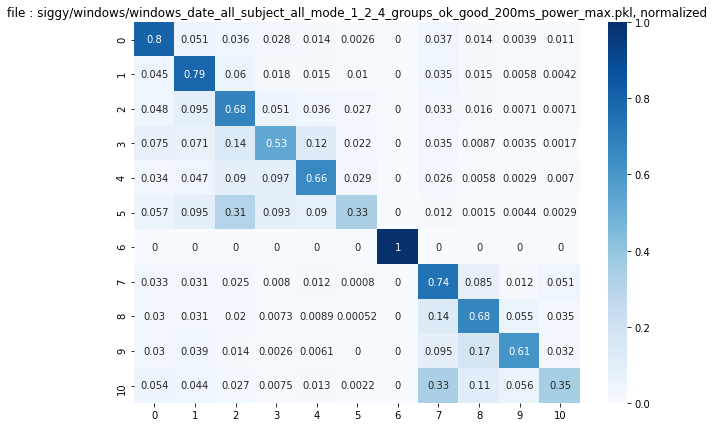 file : siggy/windows/windows_date_all_subject_all_mode_1_2_4_groups_ok_good_200ms_power_max.pkl, normalized
0 0.8 0.051 0.036 0.028 0.014 0.0026 0 0.037 0.014 0.0039 0.011
1 0.045 0.79 0.06 0.018 0.015 0.01 0 0.035 0.015 0.0058 0.0042
2 0.048 0.095 0.68 0.051 0.036 0.027 0 0.033 0.016 0.0071 0.0071
3 0.075 0.071 0.14 0.53 0.12 0.022 0 0.035 0.0087 0.0035 0.0017
4 0.034 0.047 0.09 0.097 0.66 0.029 0 0.026 0.0058 0.0029 0.007
5 0.057 0.095 0.31 0.093 0.09 0.33 0 0.012 0.0015 0.0044 0.0029
6 0 0 0 0 0 0 1 0 0 0 0
7 0.033 0.031 0.025 0.008 0.012 0.0008 0 0.74 0.085 0.012 0.051
8 0.03 0.031 0.02 0.0073 0.0089 0.00052 0 0.14 0.68 0.055 0.035
9 0.03 0.039 0.014 0.0026 0.0061 0 0 0.095 0.17 0.61 0.032
10 0.054 0.044 0.027 0.0075 0.013 0.0022 0 0.33 0.11 0.056 0.35
0 1 2 3 4 5 6 7 8 9 10
1.0
0.8
0.6
0.4
0.2
0.0